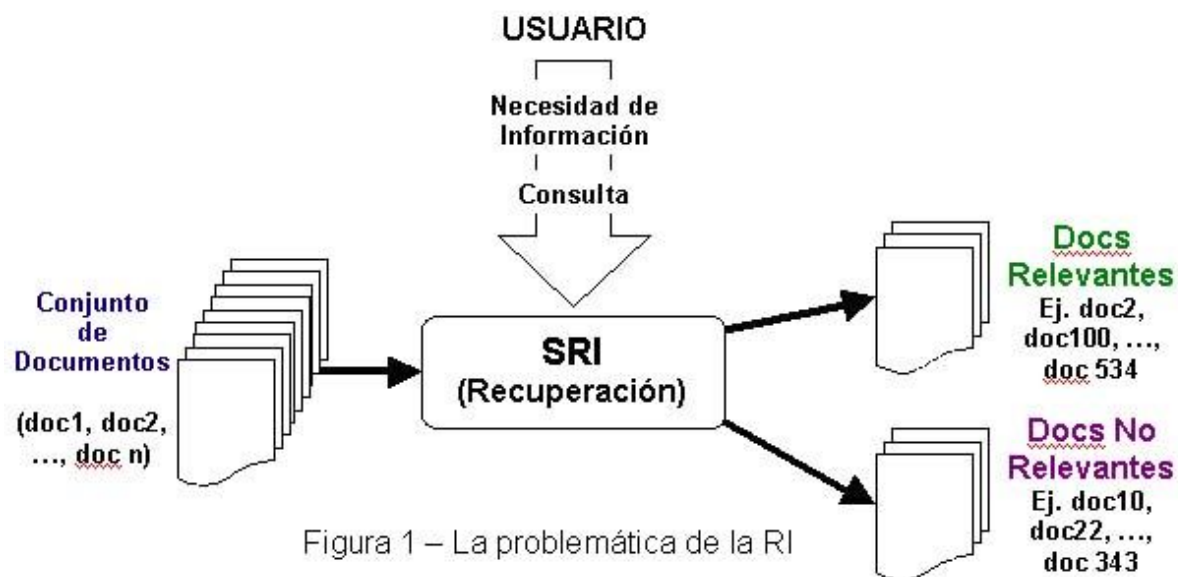 USUARIO
Necesidad de
Información
Consulta
Conjunto
de
Documentos
(doc1, doc2,
..., doc n)
SRI
(Recuperación)
Docs
Relevantes
Ej. doc2,
doc100, ...,
doc 534
Docs No
Relevantes
Ej. doc10,
doc22, ...,
doc 343
Figura 1 – La problemática de la RI